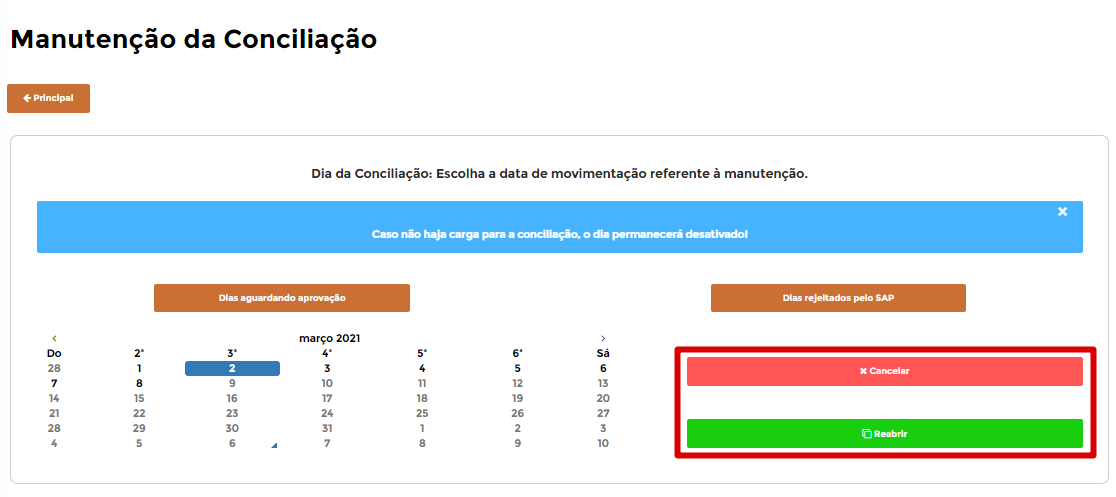 Manutenção da Conciliação
Principal
Dia da Conciliação: Escolha a data de movimentação referente à manutenção.
Caso não haja carga para a conciliação, o dia permanecerá desativado!
Dias aguardando aprovação
Dias rejeitados pelo SAP
março 2021
Do 2ª 3ª 4ª 5ª 6ª Sá
28 1 2 3 4 5 6
7 8 9 10 11 12 13
14 15 16 17 18 19 20
21 22 23 24 25 26 27
28 29 30 31 1 2 3
4 5 6 7 8 9 10
Cancelar
Reabrir